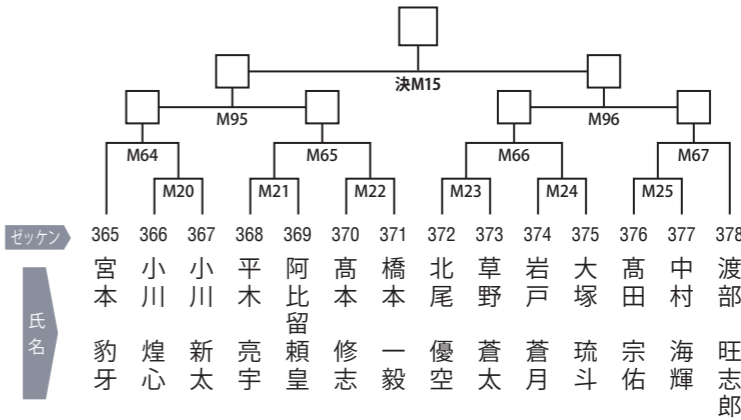 決M15
M95 M96
M64 M65 M66 M67
M20 M21 M22 M23 M24 M25
ゼッケン 365 366 367 368 369 370 371 372 373 374 375 376 377 378
氏名
宮本 豹牙
小川 煌心
小川 新太
平木 亮宇
阿比留 頼皇
髙本 修志
橋本 一毅
北尾 優空
草野 蒼太
岩戸 蒼月
大塚 琉斗
髙田 宗佑
中村 海輝
渡部 旺志郎